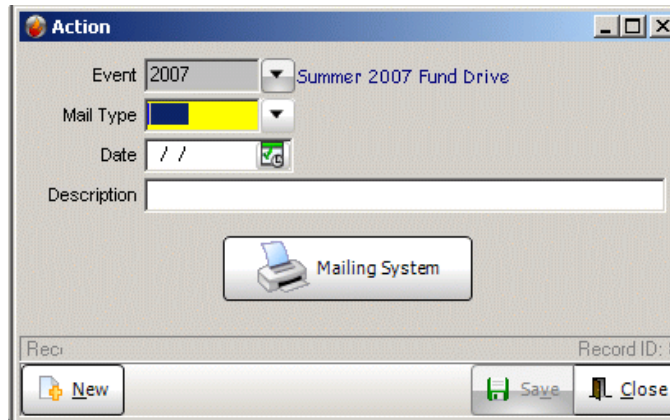 Action
Event 2007 Summer 2007 Fund Drive
Mail Type
Date / /
Description
Mailing System
Record ID:
New Save Close